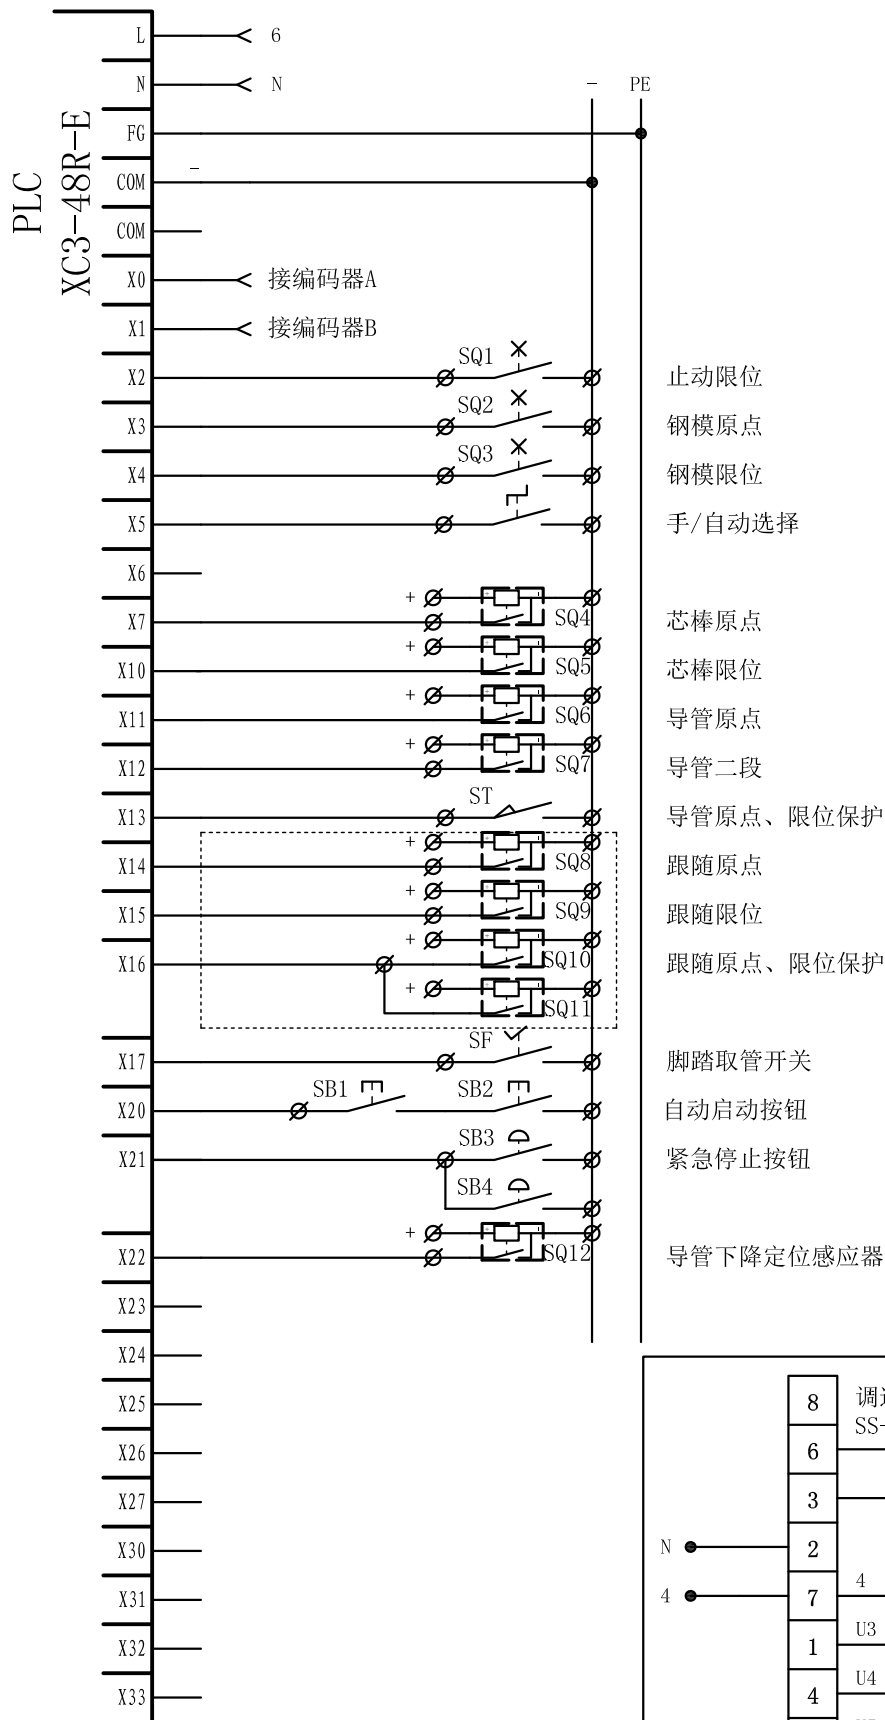 PLC
XC3-48R-E
L 6
N N
- PE
FG
COM -
COM
X0 接编码器A
X1 接编码器B
X2 SQ1 止动限位
X3 SQ2 钢模原点
X4 SQ3 钢模限位
X5 手/自动选择
X6
+
X7 SQ4 芯棒原点
+
X10 SQ5 芯棒限位
+
X11 SQ6 导管原点
+
X12 SQ7 导管二段
X13 ST 导管原点、限位保护
+
X14 SQ8 跟随原点
+
X15 SQ9 跟随限位
+
X16 SQ10 跟随原点、限位保护
+
SQ11
X17 SF 脚踏取管开关
X20 SB1 SB2 自动启动按钮
X21 SB3 紧急停止按钮
SB4
+
X22 SQ12 导管下降定位感应器
X23
X24
X25
X26
X27
X30
X31
X32
X33
8 调
SS-
6
3
N 2
4 7 4
1 U3
4 U4